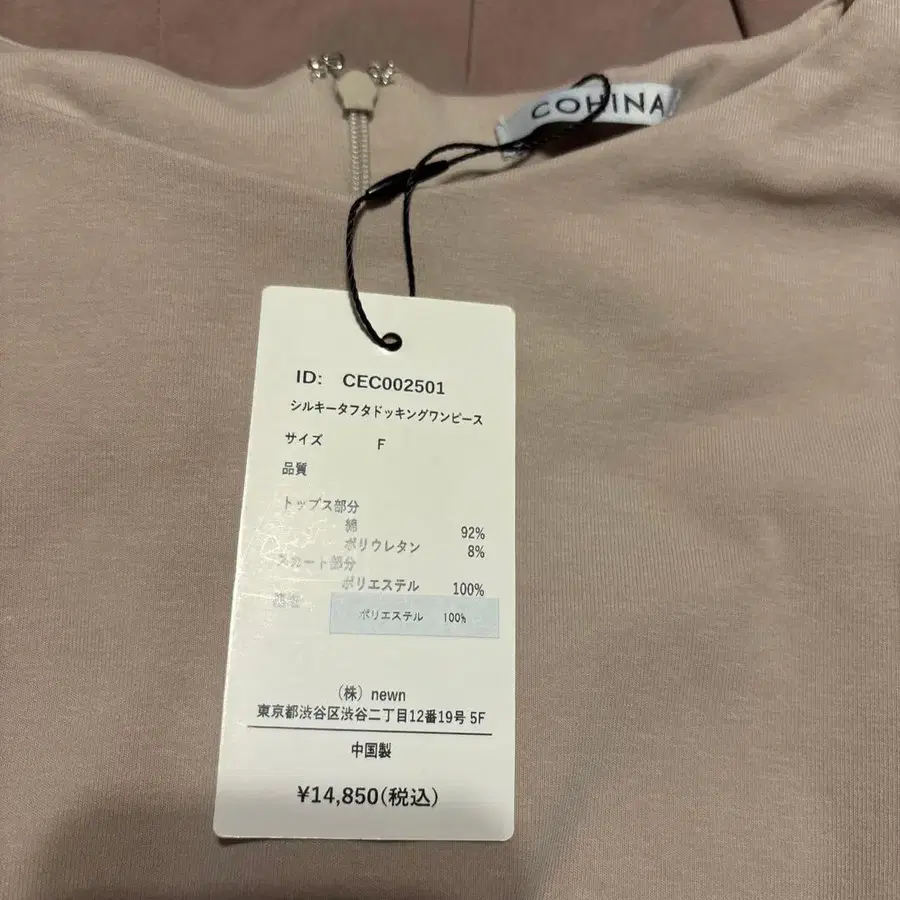 COHINA
ID: CEC002501
シルキータフタドッキングワンピース
サイズ F
品質
トップス部分
綿 92%
ポリウレタン 8%
スカート部分
ポリエステル 100%
ポリエステル 100%
（株）newn
東京都渋谷区渋谷二丁目12番19号 5F
中国製
¥14,850(税込)